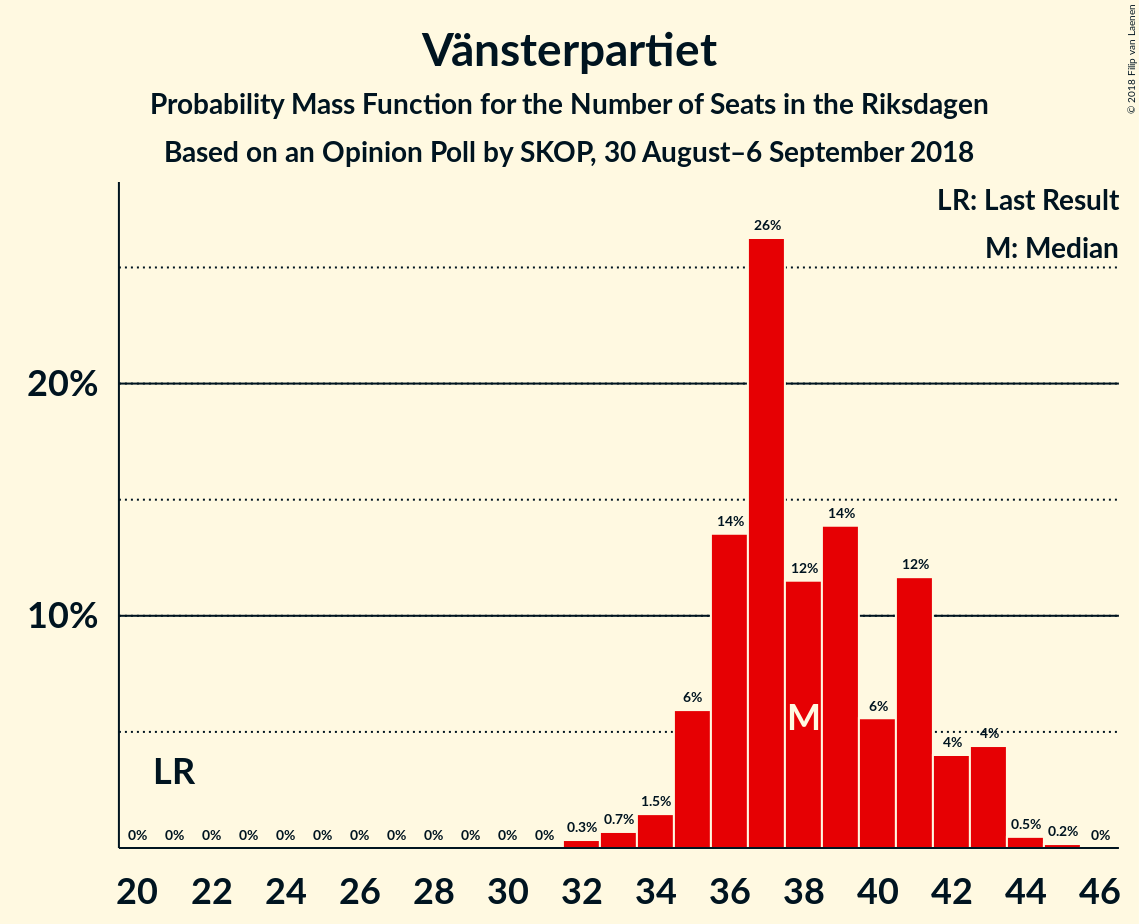 Vänsterpartiet
Probability Mass Function for the Number of Seats in the Riksdagen
Based on an Opinion Poll by SKOP, 30 August–6 September 2018
© 2018 Filip van Laenen
LR: Last Result
M: Median
26%
20%
14%
14%
12%
12%
10%
6%
6%
4%
4%
M
LR
1.5%
0.7%
0.3%
0.5%
0.2%
0% 0% 0% 0% 0% 0% 0% 0% 0% 0% 0% 0% 0%
20 22 24 26 28 30 32 34 36 38 40 42 44 46